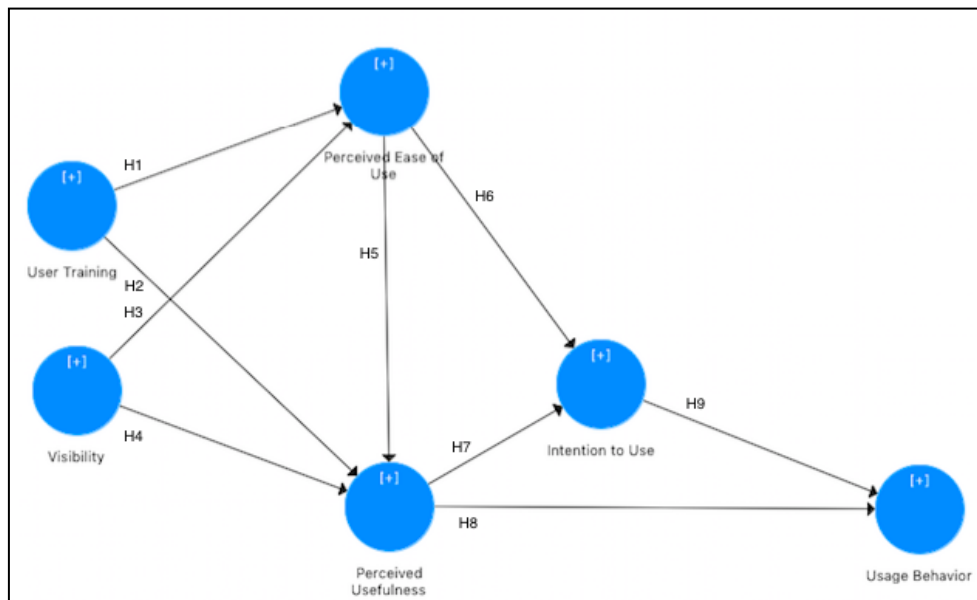 [+]
Perceived Ease of
Use
H1
[+]
User Training
H6
H5
H2
H3
[+]
Visibility
H4
[+]
Intention to Use
H9
H7
[+]
Perceived
Usefulness
H8
[+]
Usage Behavior